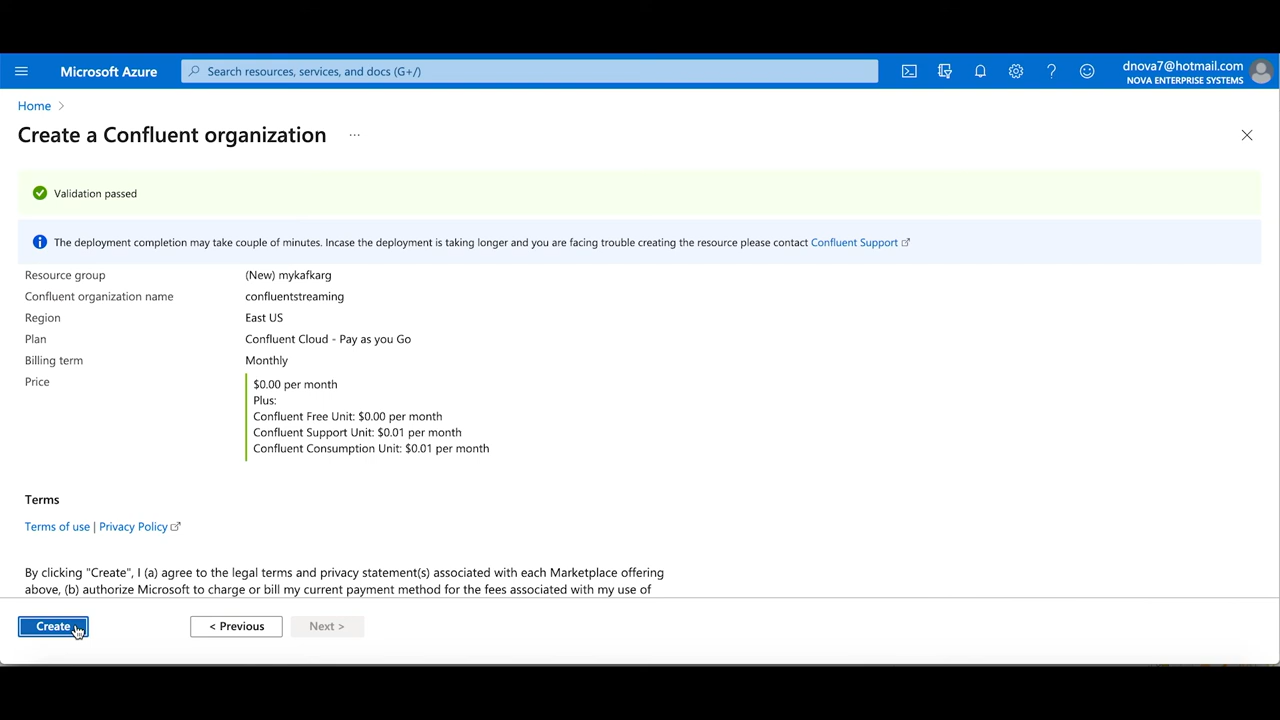 Microsoft Azure
Search resources, services, and docs (G+/)
dnova7@hotmail.com
NOVA ENTERPRISE SYSTEMS
Home
Create a Confluent organization
Validation passed
The deployment completion may take couple of minutes. Incase the deployment is taking longer and you are facing trouble creating the resource please contact Confluent Support
Resource group (New) mykafkarg
Confluent organization name confluentstreaming
Region East US
Plan Confluent Cloud - Pay as you Go
Billing term Monthly
Price $0.00 per month
Plus:
Confluent Free Unit: $0.00 per month
Confluent Support Unit: $0.01 per month
Confluent Consumption Unit: $0.01 per month
Terms
Terms of use | Privacy Policy
By clicking "Create", I (a) agree to the legal terms and privacy statement(s) associated with each Marketplace offering
above, (b) authorize Microsoft to charge or bill my current payment method for the fees associated with my use of
Create < Previous Next >